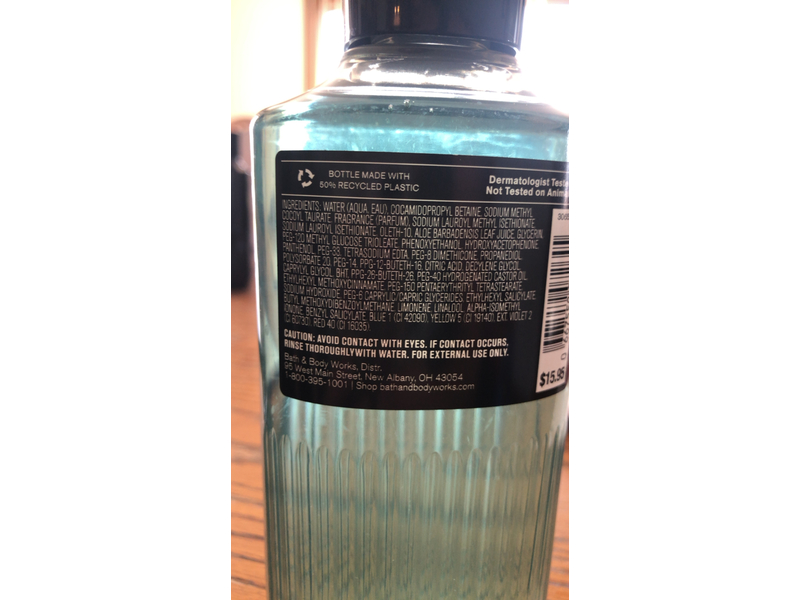 BOTTLE MADE WITH
50% RECYCLED PLASTIC
Dermatologist Teste
Not Tested on Anim
INGREDIENTS: WATER (AQUA, EAU), COCAMIDOPROPYL BETAINE, SODIUM METHYL
COCOYL TAURATE, FRAGRANCE (PARFUM), SODIUM LAUROYL METHYL ISETHIONATE,
SODIUM LAUROYL ISETHIONATE, OLETH-10, ALOE BARBADENSIS LEAF JUICE, GLYCERIN,
PEG-120 METHYL GLUCOSE TRIOLEATE, PHENOXYETHANOL, HYDROXYACETOPHENONE,
PANTHENOL, PEG-33, TETRASODIUM EDTA, PEG-8 DIMETHICONE, PROPANEDIOL,
POLYSORBATE 20, PEG-14, PPG-12-BUTETH-16, CITRIC ACID, DECYLENE GLYCOL,
CAPRYLYL GLYCOL, BHT, PPG-26-BUTETH-26, PEG-40 HYDROGENATED CASTOR OIL,
ETHYLHEXYL METHOXYCINNAMATE, PEG-150 PENTAERYTHRITYL TETRASTEARATE,
SODIUM HYDROXIDE, PEG-6 CAPRYLIC/CAPRIC GLYCERIDES, ETHYLHEXYL SALICYLATE,
BUTYL METHOXYDIBENZOYLMETHANE, LIMONENE, LINALOOL, ALPHA-ISOMETHYL
IONONE, BENZYL SALICYLATE, BLUE 1 (CI 42090), YELLOW 5 (CI 19140), EXT. VIOLET 2
(CI 60730), RED 40 (CI 16035).
CAUTION: AVOID CONTACT WITH EYES. IF CONTACT OCCURS,
RINSE THOROUGHLYWITH WATER. FOR EXTERNAL USE ONLY.
Bath & Body Works, Distr.
95 West Main Street, New Albany, OH 43054
1-800-395-1001 | Shop bathandbodyworks.com
$15.95